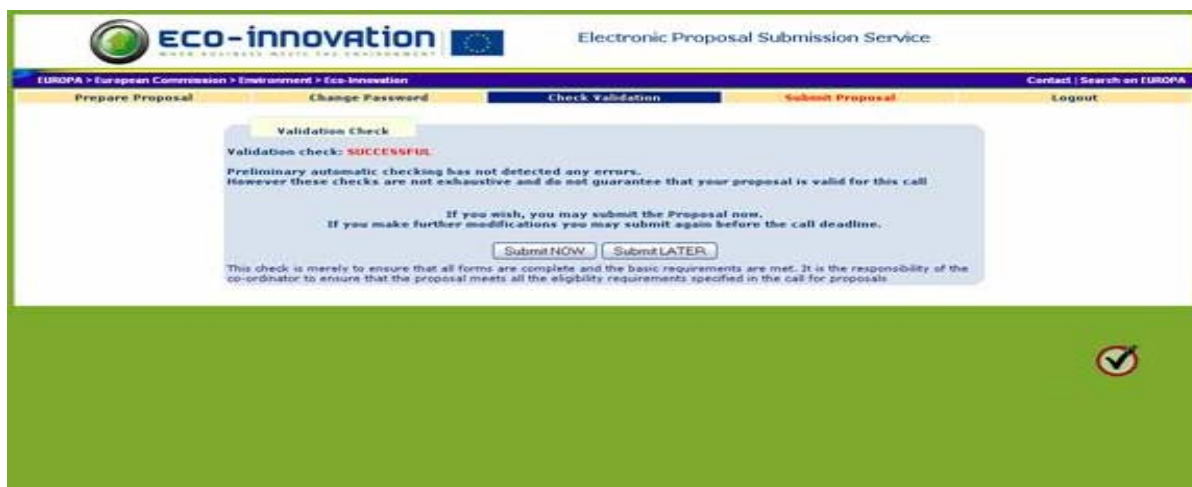 ECO-innovation
WHEN BUSINESS MEETS THE ENVIRONMENT
Electronic Proposal Submission Service
EUROPA > European Commission > Environment > Eco-Innovation
Contact | Search on EUROPA
Prepare Proposal Change Password Check Validation Submit Proposal Logout
Validation Check
Validation check: SUCCESSFUL
Preliminary automatic checking has not detected any errors.
However these checks are not exhaustive and do not guarantee that your proposal is valid for this call
If you wish, you may submit the Proposal now.
If you make further modifications you may submit again before the call deadline.
Submit NOW Submit LATER
This check is merely to ensure that all forms are complete and the basic requirements are met. It is the responsibility of the
co-ordinator to ensure that the proposal meets all the eligibility requirements specified in the call for proposals